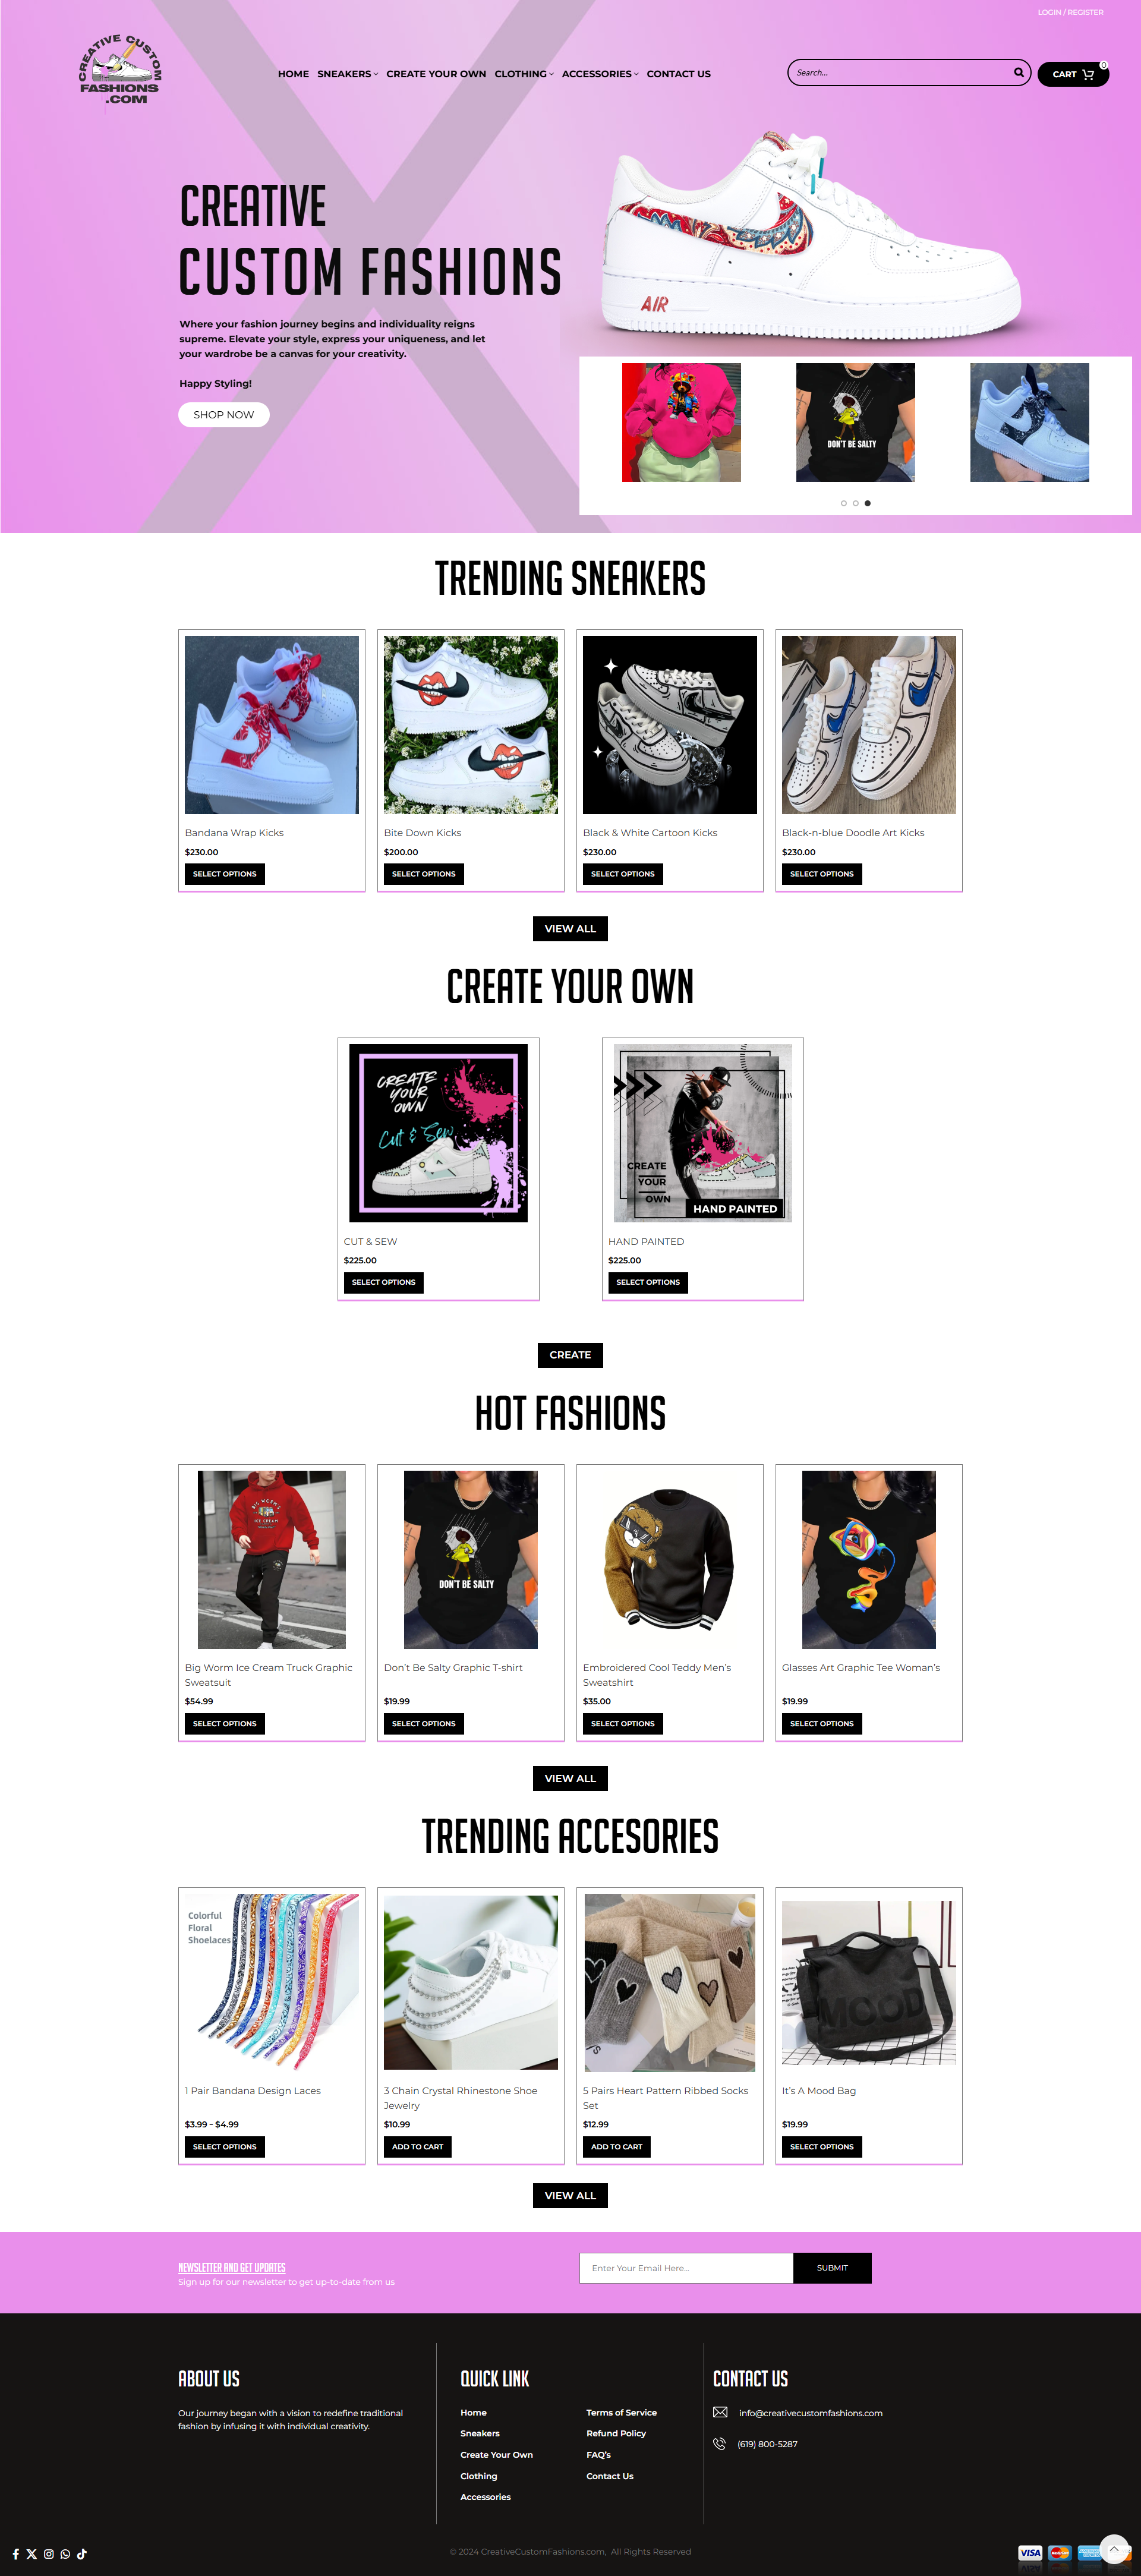 LOGIN / REGISTER
CREATIVE CUSTOM
FASHIONS
.COM
HOME SNEAKERS CREATE YOUR OWN CLOTHING ACCESSORIES CONTACT US
Search...
CART
0
CREATIVE
CUSTOM FASHIONS
Where your fashion journey begins and individuality reigns
supreme. Elevate your style, express your uniqueness, and let
your wardrobe be a canvas for your creativity.
Happy Styling!
SHOP NOW
AIR
DON'T BE SALTY
TRENDING SNEAKERS
Bandana Wrap Kicks
$230.00
SELECT OPTIONS
Bite Down Kicks
$200.00
SELECT OPTIONS
Black & White Cartoon Kicks
$230.00
SELECT OPTIONS
Black-n-blue Doodle Art Kicks
$230.00
SELECT OPTIONS
VIEW ALL
CREATE YOUR OWN
CREATE
YOUR
OWN
Cut & Sew
CUT & SEW
$225.00
SELECT OPTIONS
CREATE
YOUR
OWN
HAND PAINTED
HAND PAINTED
$225.00
SELECT OPTIONS
CREATE
HOT FASHIONS
BIG WORM'S
ICE CREAM
Big Worm Ice Cream Truck Graphic
Sweatsuit
$54.99
SELECT OPTIONS
DON'T BE SALTY
Don't Be Salty Graphic T-shirt
$19.99
SELECT OPTIONS
Embroidered Cool Teddy Men's
Sweatshirt
$35.00
SELECT OPTIONS
Glasses Art Graphic Tee Woman's
$19.99
SELECT OPTIONS
VIEW ALL
TRENDING ACCESORIES
Colorful
Floral
Shoelaces
1 Pair Bandana Design Laces
$3.99 - $4.99
SELECT OPTIONS
3 Chain Crystal Rhinestone Shoe
Jewelry
$10.99
ADD TO CART
5 Pairs Heart Pattern Ribbed Socks
Set
$12.99
ADD TO CART
MOOD
It's A Mood Bag
$19.99
SELECT OPTIONS
VIEW ALL
NEWSLETTER AND GET UPDATES
Sign up for our newsletter to get up-to-date from us
Enter Your Email Here...
SUBMIT
ABOUT US
Our journey began with a vision to redefine traditional
fashion by infusing it with individual creativity.
QUICK LINK
Home
Sneakers
Create Your Own
Clothing
Accessories
Terms of Service
Refund Policy
FAQ's
Contact Us
CONTACT US
info@creativecustomfashions.com
(619) 800-5287
© 2024 CreativeCustomFashions.com, All Rights Reserved
VISA
MasterCard